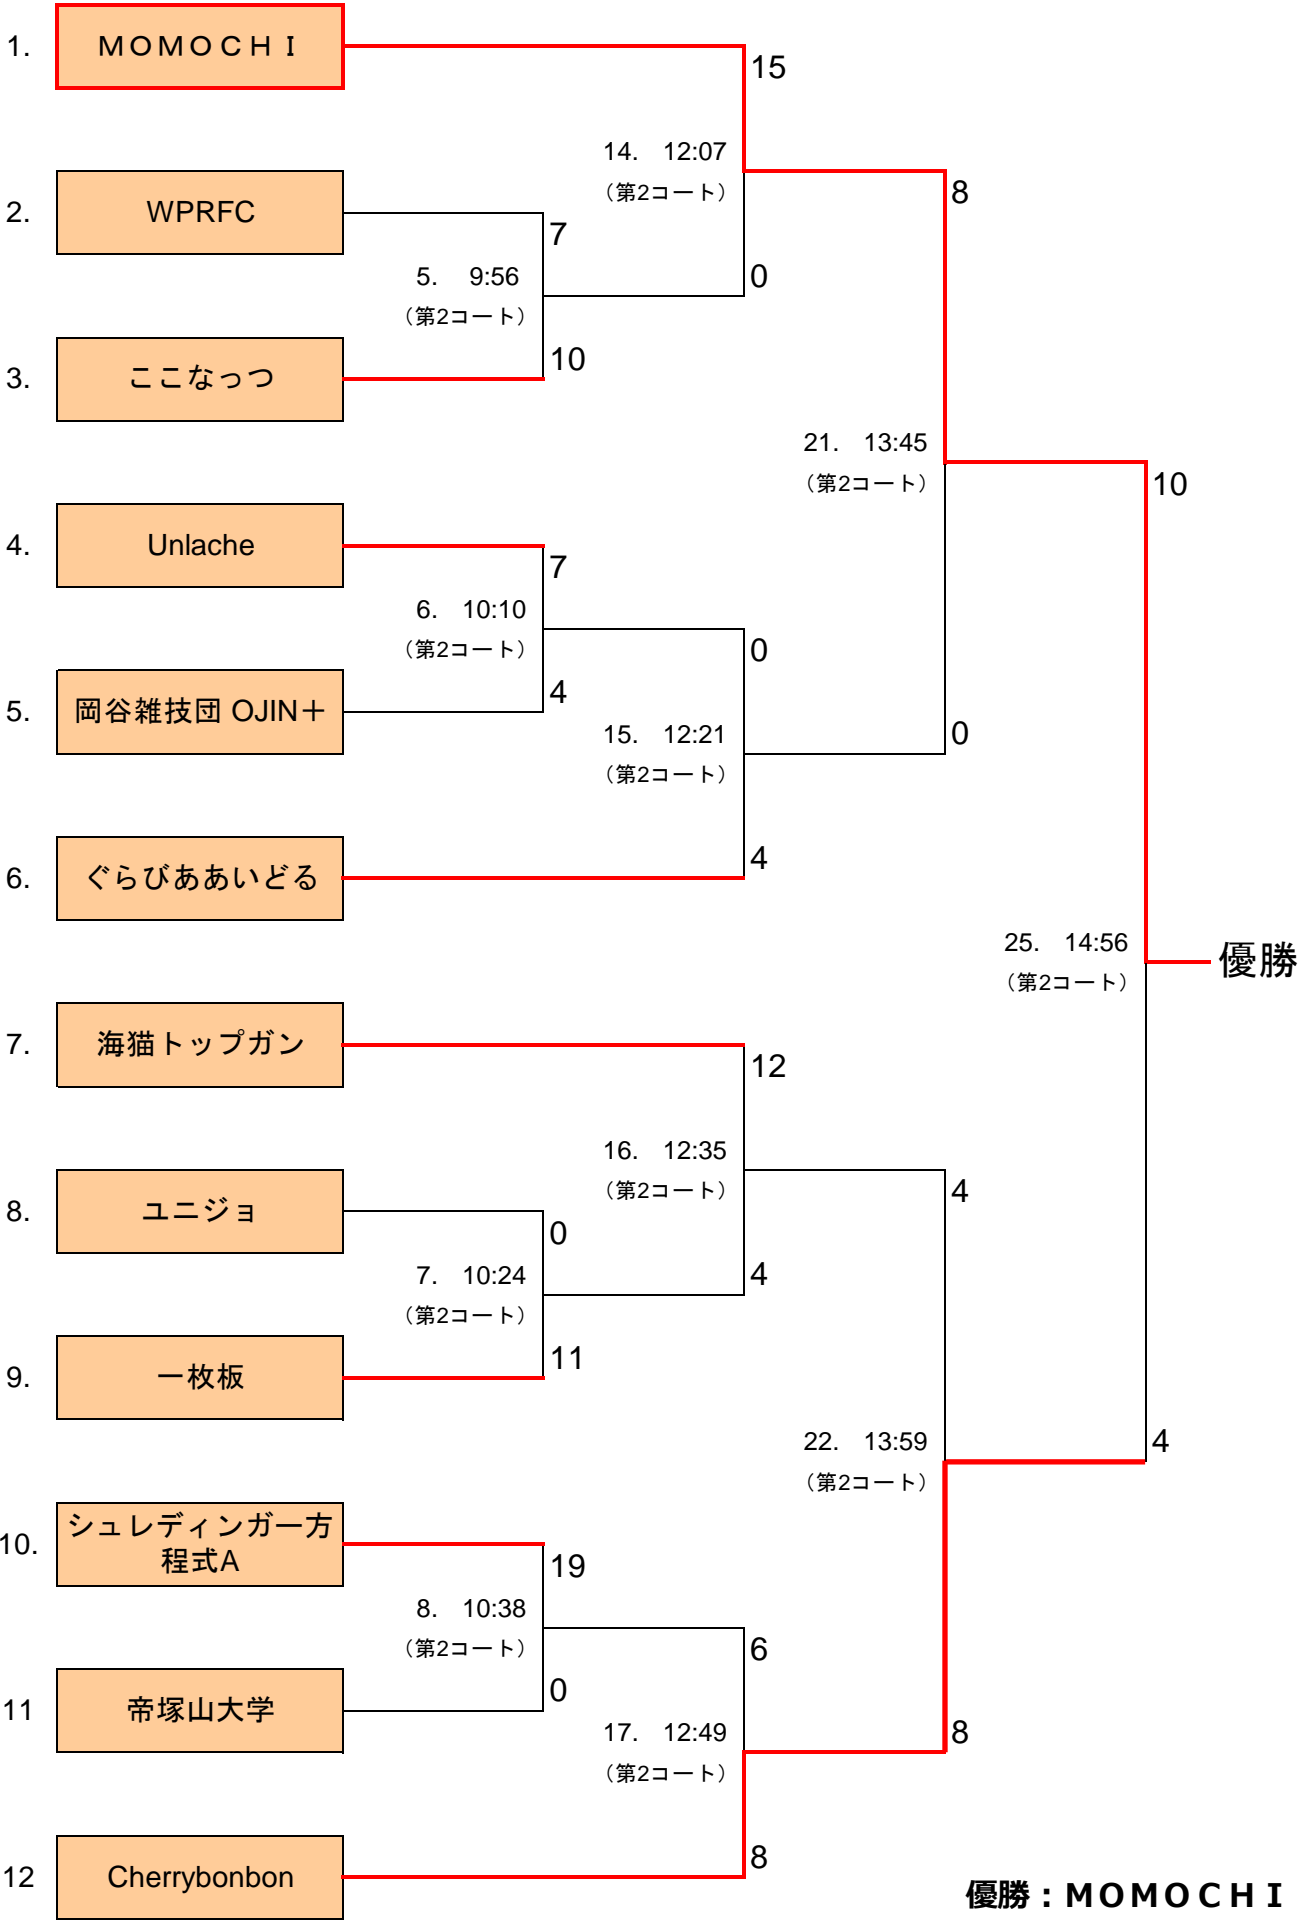 1. ＭＯＭＯＣＨＩ
15
14. 12:07
（第2コート）
8
2. WPRFC
7
5. 9:56
（第2コート）
0
3. ここなっつ
10
21. 13:45
（第2コート）
10
4. Unlache
7
6. 10:10
（第2コート）
0
5. 岡谷雑技団 OJIN＋
4
15. 12:21
（第2コート）
0
6. ぐらびああいどる
4
25. 14:56
（第2コート）
優勝
7. 海猫トップガン
12
16. 12:35
（第2コート）
4
8. ユニジョ
0
7. 10:24
（第2コート）
4
9. 一枚板
11
22. 13:59
（第2コート）
4
10. シュレディンガー方
程式A
19
8. 10:38
（第2コート）
6
11 帝塚山大学
0
17. 12:49
（第2コート）
8
12 Cherrybonbon
8
優勝：ＭＯＭＯＣＨＩ